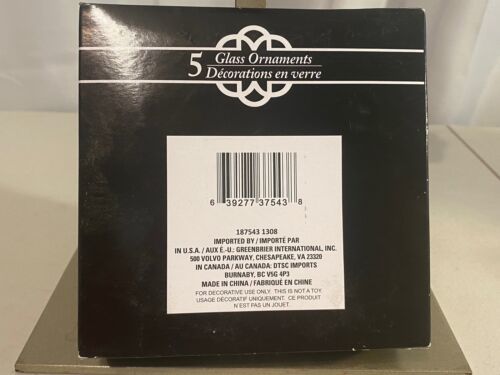 5 Glass Ornaments
Décorations en verre
6 39277 37543 8
187543 1308
IMPORTED BY / IMPORTÉ PAR
IN U.S.A. / AUX É.-U.: GREENBRIER INTERNATIONAL, INC.
500 VOLVO PARKWAY, CHESAPEAKE, VA 23320
IN CANADA / AU CANADA: DTSC IMPORTS
BURNABY, BC V5G 4P3
MADE IN CHINA / FABRIQUÉ EN CHINE
FOR DECORATIVE USE ONLY. THIS IS NOT A TOY
USAGE DÉCORATIF UNIQUEMENT. CE PRODUIT
N'EST PAS UN JOUET.